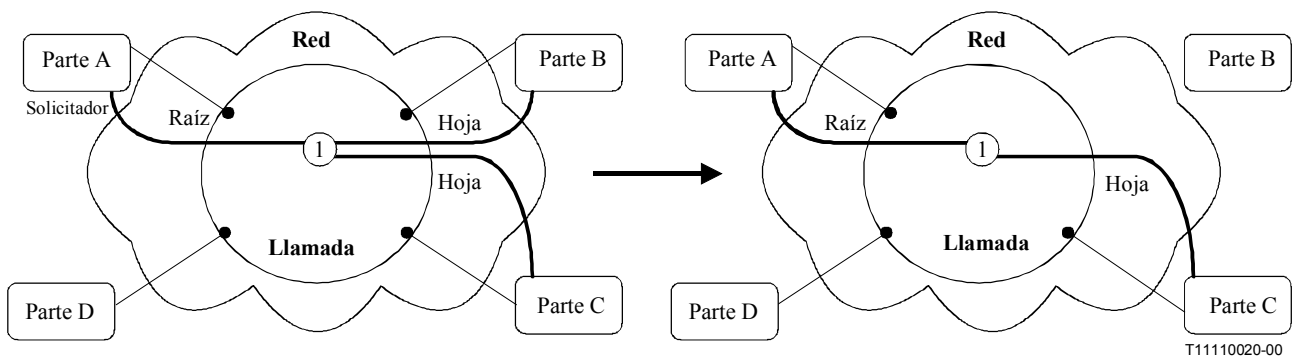 Red
Parte A
Parte B
Solicitador
Raíz
Hoja
1
Hoja
Llamada
Parte D
Parte C
Red
Parte A
Parte B
Raíz
1
Hoja
Llamada
Parte D
Parte C
T11110020-00